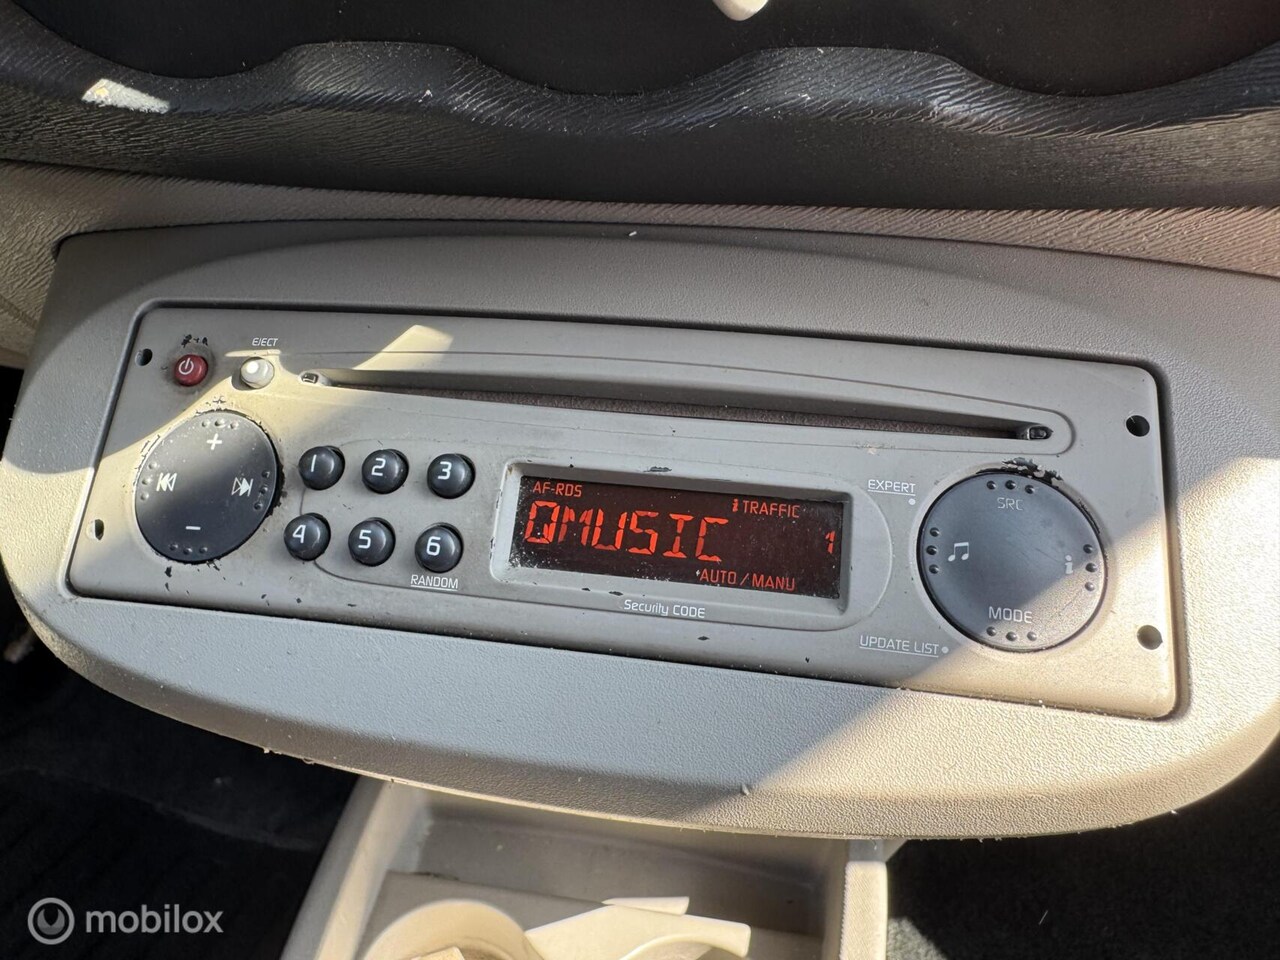 EJECT
+
-
1 2 3
4 5 6
RANDOM
AF-RDS
i TRAFFIC
QMUSIC 1
AUTO / MANU
Security CODE
EXPERT
SRC
i
MODE
UPDATE LIST
mobilox